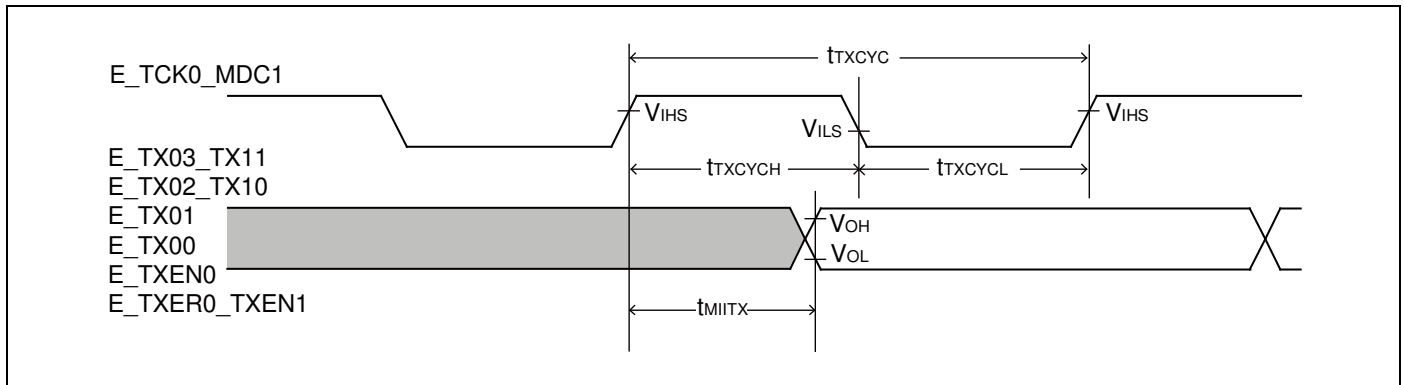 tTXCYC
E_TCK0_MDC1
VIHS
VILS
VIHS
E_TX03_TX11
tTXCYCH
tTXCYCL
E_TX02_TX10
E_TX01
VOH
E_TX00
VOL
E_TXEN0
E_TXER0_TXEN1
tMIITX